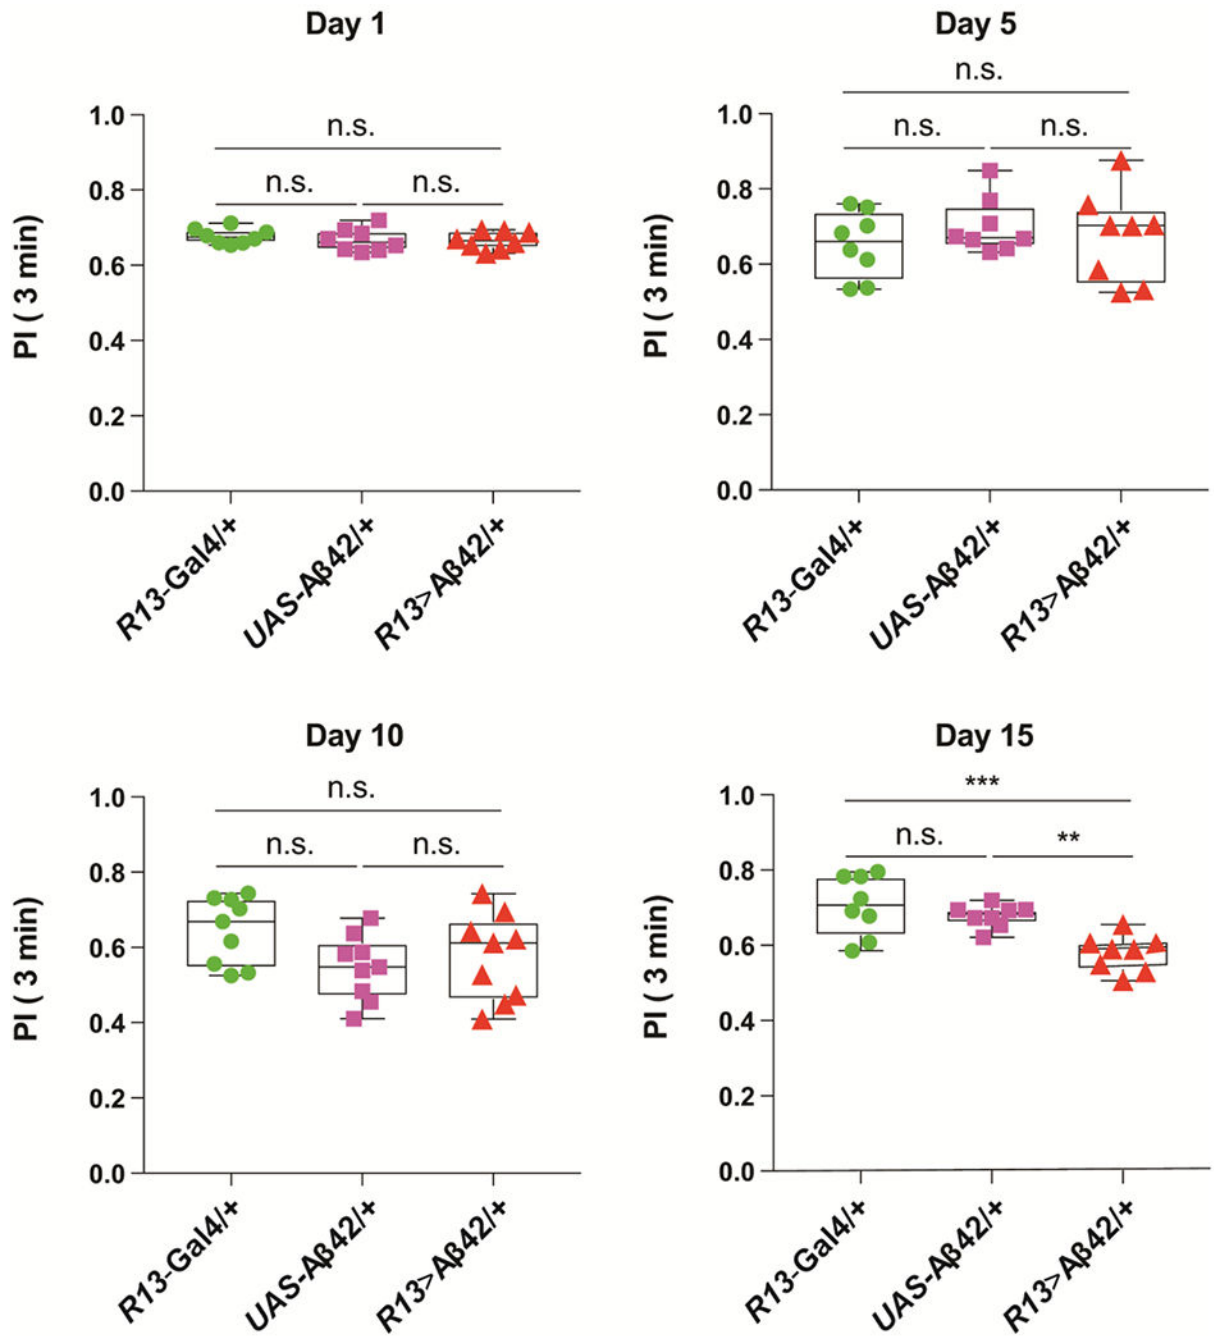 Day 1
n.s.
n.s. n.s.
1.0
0.8
0.6
0.4
0.2
0.0
PI ( 3 min)
R13-Gal4/+
UAS-Aβ42/+
R13>Aβ42/+
Day 5
n.s.
n.s. n.s.
1.0
0.8
0.6
0.4
0.2
0.0
PI ( 3 min)
R13-Gal4/+
UAS-Aβ42/+
R13>Aβ42/+
Day 10
n.s.
n.s. n.s.
1.0
0.8
0.6
0.4
0.2
0.0
PI ( 3 min)
R13-Gal4/+
UAS-Aβ42/+
R13>Aβ42/+
Day 15
***
n.s. **
1.0
0.8
0.6
0.4
0.2
0.0
PI ( 3 min)
R13-Gal4/+
UAS-Aβ42/+
R13>Aβ42/+